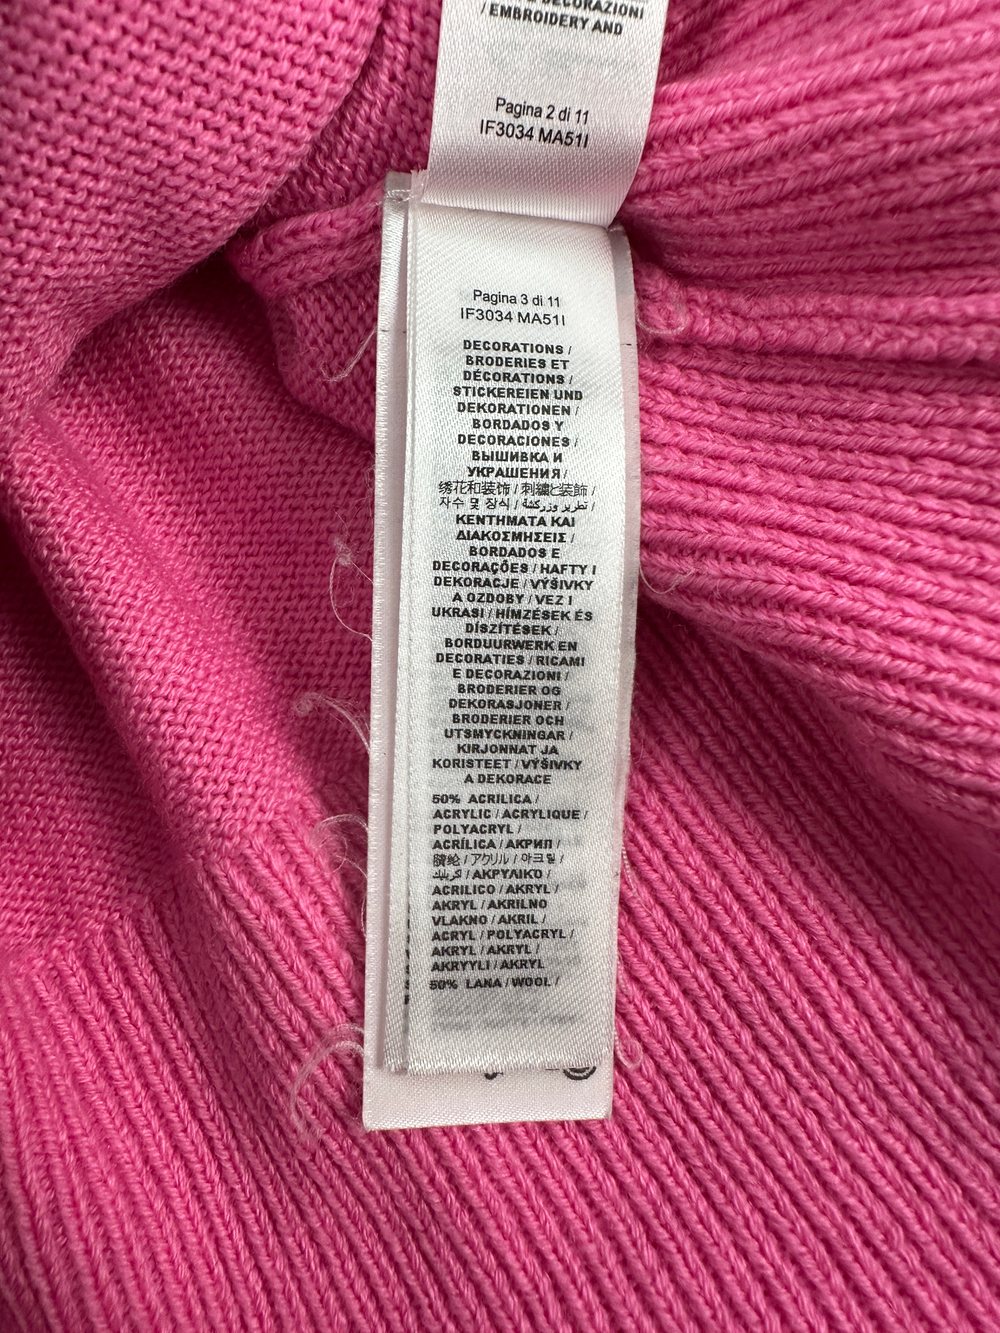 DECORAZIONI
/ EMBROIDERY AND
Pagina 2 di 11
IF3034 MA51I
Pagina 3 di 11
IF3034 MA51I
DECORATIONS /
BRODERIES ET
DÉCORATIONS /
STICKEREIEN UND
DEKORATIONEN /
BORDADOS Y
DECORACIONES /
ВЫШИВКА И
УКРАШЕНИЯ /
绣花和装饰 / 刺繍と装飾 /
자수 및 장식 / تطريز وزركشة /
ΚΕΝΤΗΜΑΤΑ ΚΑΙ
ΔΙΑΚΟΣΜΗΣΕΙΣ /
BORDADOS E
DECORAÇÕES / HAFTY I
DEKORACJE / VÝŠIVKY
A OZDOBY / VEZ I
UKRASI / HÍMZÉSEK ÉS
DÍSZÍTÉSEK /
BORDUURWERK EN
DECORATIES / RICAMI
E DECORAZIONI /
BRODERIER OG
DEKORASJONER /
BRODERIER OCH
UTSMYCKNINGAR /
KIRJONNAT JA
KORISTEET / VÝŠIVKY
A DEKORACE
50% ACRILICA /
ACRYLIC / ACRYLIQUE /
POLYACRYL /
ACRÍLICA / АКРИЛ /
腈纶 / アクリル / 아크릴 /
اكريليك / ΑΚΡΥΛΙΚΌ /
ACRILICO / AKRYL /
AKRYL / AKRILNO
VLAKNO / AKRIL /
ACRYL / POLYACRYL /
AKRYL / AKRYL /
AKRYYLI / AKRYL
50% LANA / WOOL /